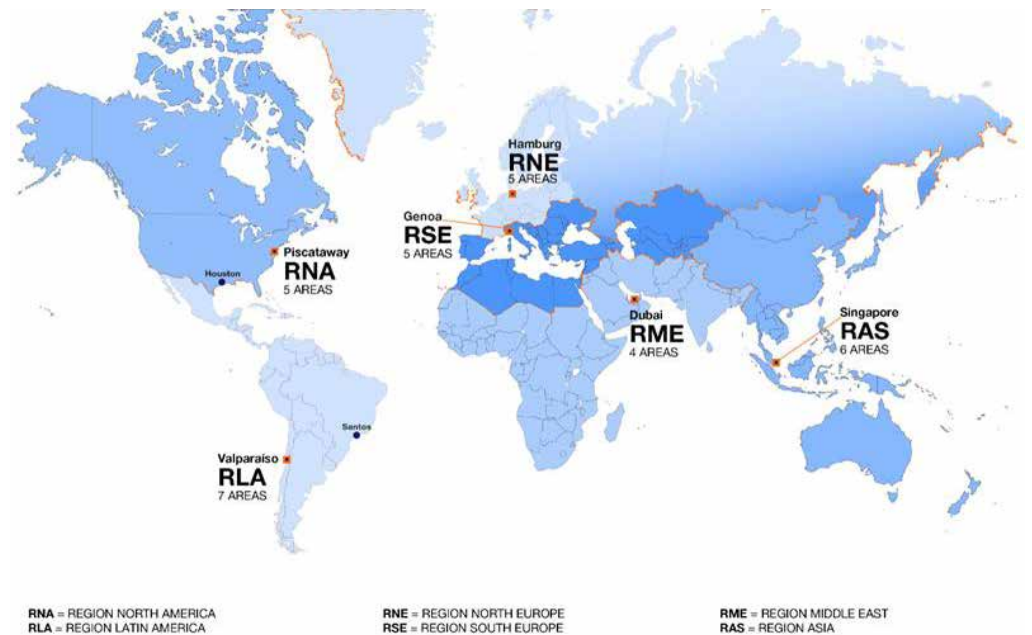 Hamburg
RNE
5 AREAS
Genoa
RSE
5 AREAS
Piscataway
RNA
5 AREAS
Houston
Dubai
RME
4 AREAS
Singapore
RAS
6 AREAS
Santos
Valparaíso
RLA
7 AREAS
RNA = REGION NORTH AMERICA
RLA = REGION LATIN AMERICA
RNE = REGION NORTH EUROPE
RSE = REGION SOUTH EUROPE
RME = REGION MIDDLE EAST
RAS = REGION ASIA